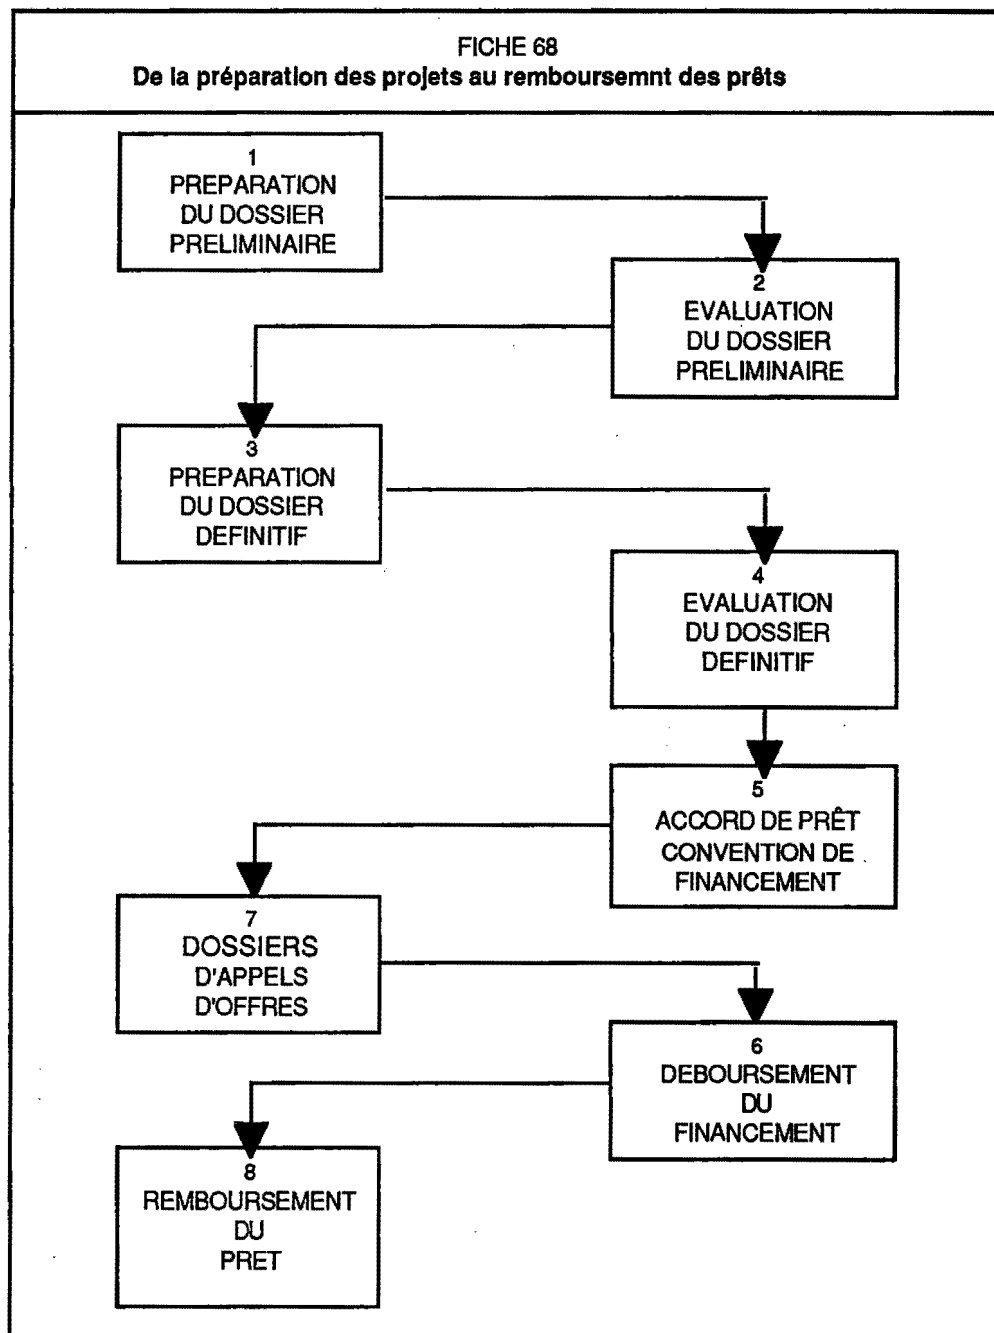 FICHE 68
De la préparation des projets au remboursemnt des prêts
1
PREPARATION
DU DOSSIER
PRELIMINAIRE
2
EVALUATION
DU DOSSIER
PRELIMINAIRE
3
PREPARATION
DU DOSSIER
DEFINITIF
4
EVALUATION
DU DOSSIER
DEFINITIF
5
ACCORD DE PRÊT
CONVENTION DE
FINANCEMENT
7
DOSSIERS
D'APPELS
D'OFFRES
6
DEBOURSEMENT
DU
FINANCEMENT
8
REMBOURSEMENT
DU
PRET